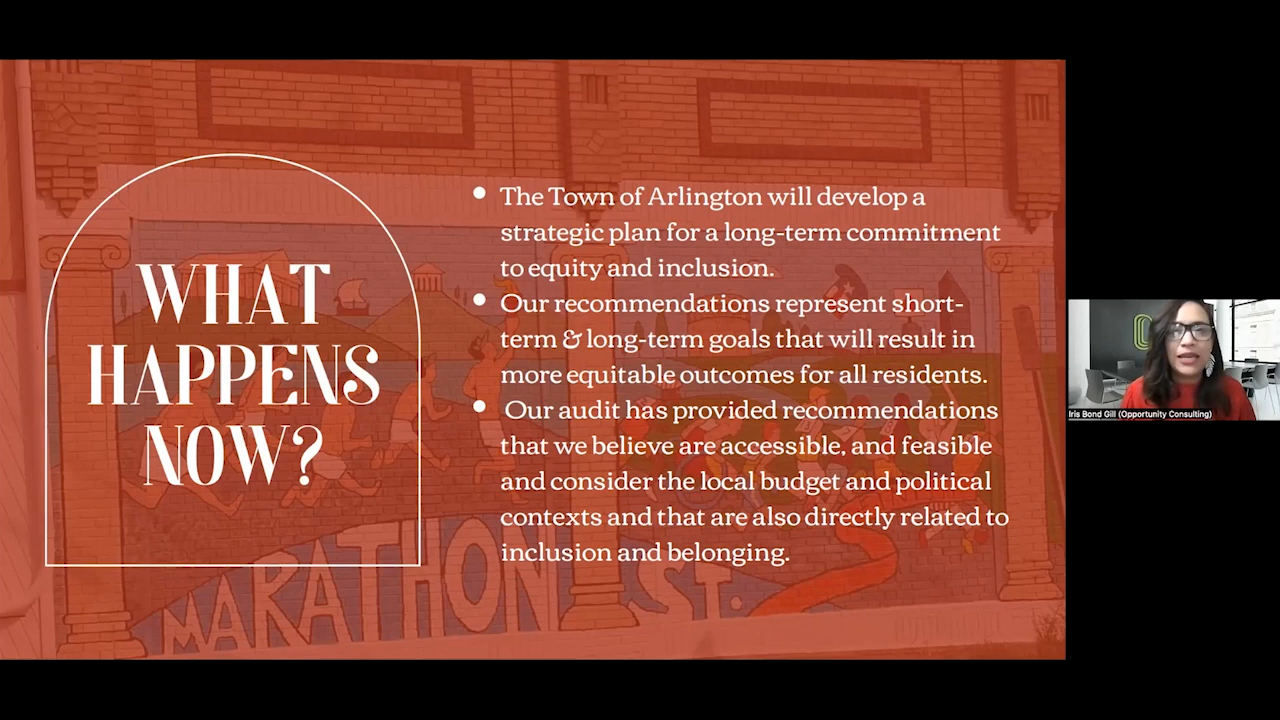 WHAT
HAPPENS
NOW?
• The Town of Arlington will develop a
strategic plan for a long-term commitment
to equity and inclusion.
• Our recommendations represent short-
term & long-term goals that will result in
more equitable outcomes for all residents.
• Our audit has provided recommendations
that we believe are accessible, and feasible
and consider the local budget and political
contexts and that are also directly related to
inclusion and belonging.
MARATHON ST.
Iris Bond Gill (Opportunity Consulting)